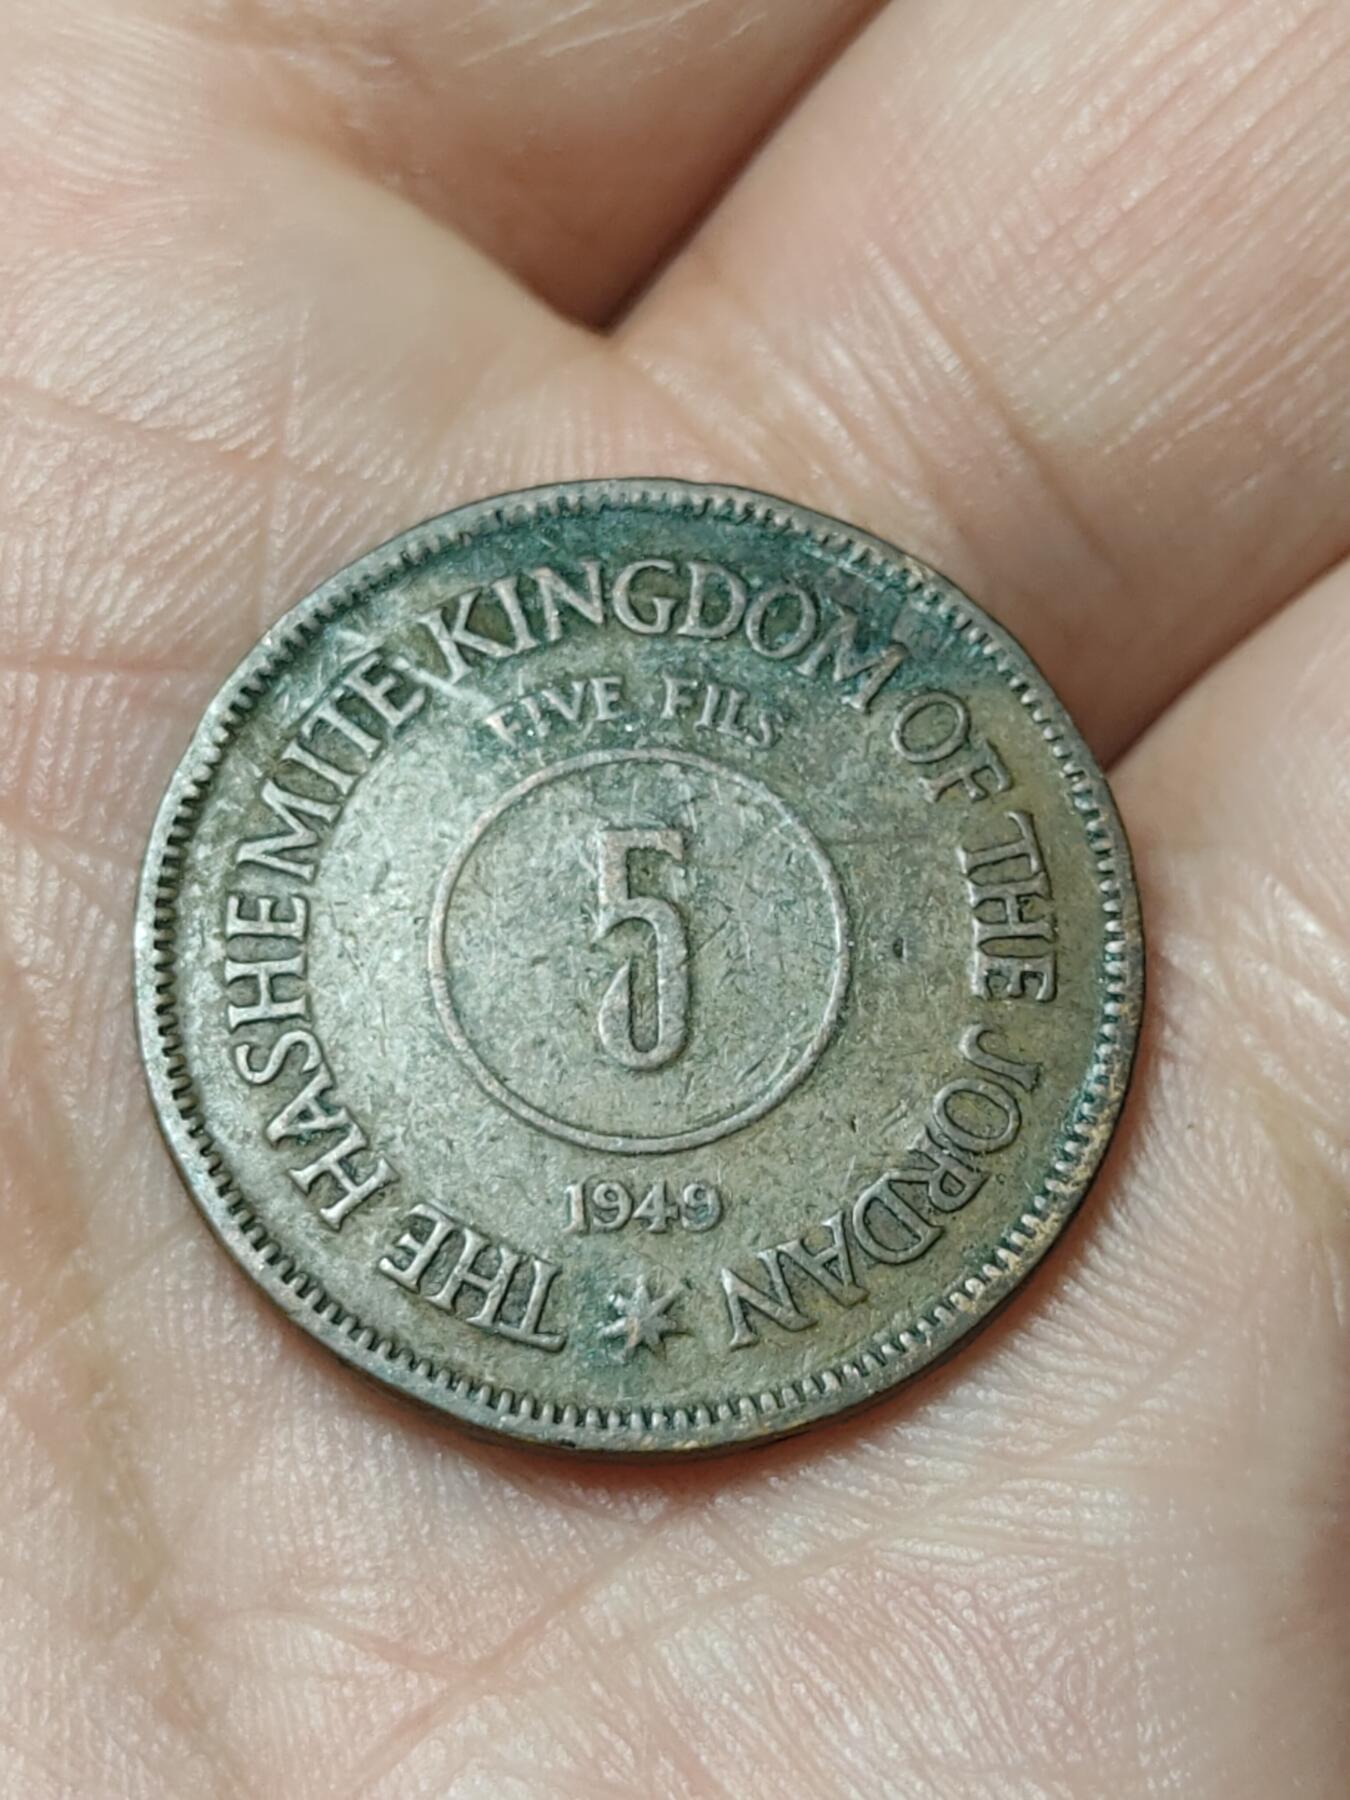 THE HASHEMITE KINGDOM OF THE JORDAN
FIVE FILS
5
1949